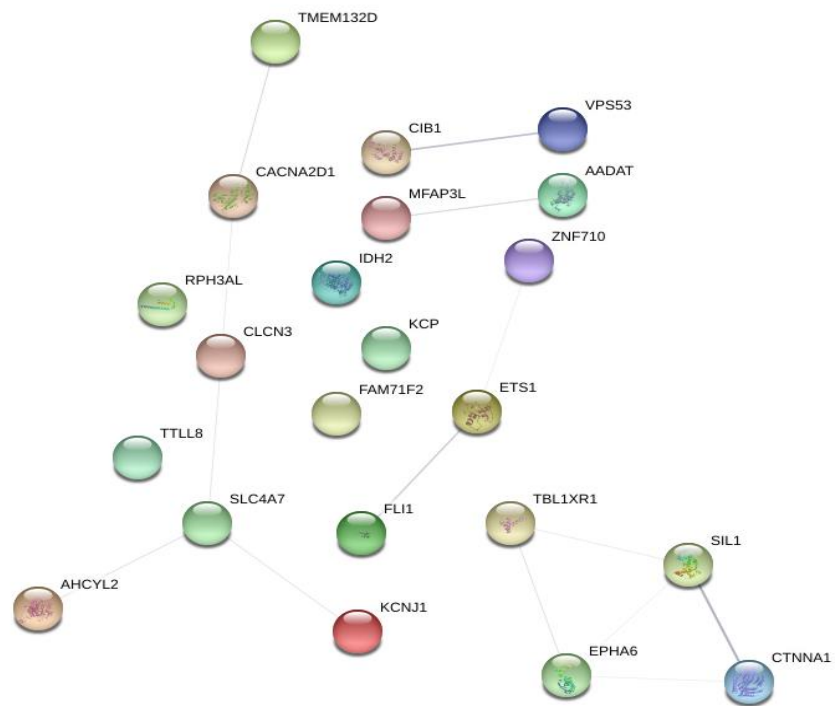 TMEM132D
VPS53
CIB1
CACNA2D1
AADAT
MFAP3L
ZNF710
IDH2
RPH3AL
CLCN3
KCP
FAM71F2
ETS1
TTLL8
SLC4A7
FLI1
TBL1XR1
SIL1
AHCYL2
KCNJ1
EPHA6
CTNNA1